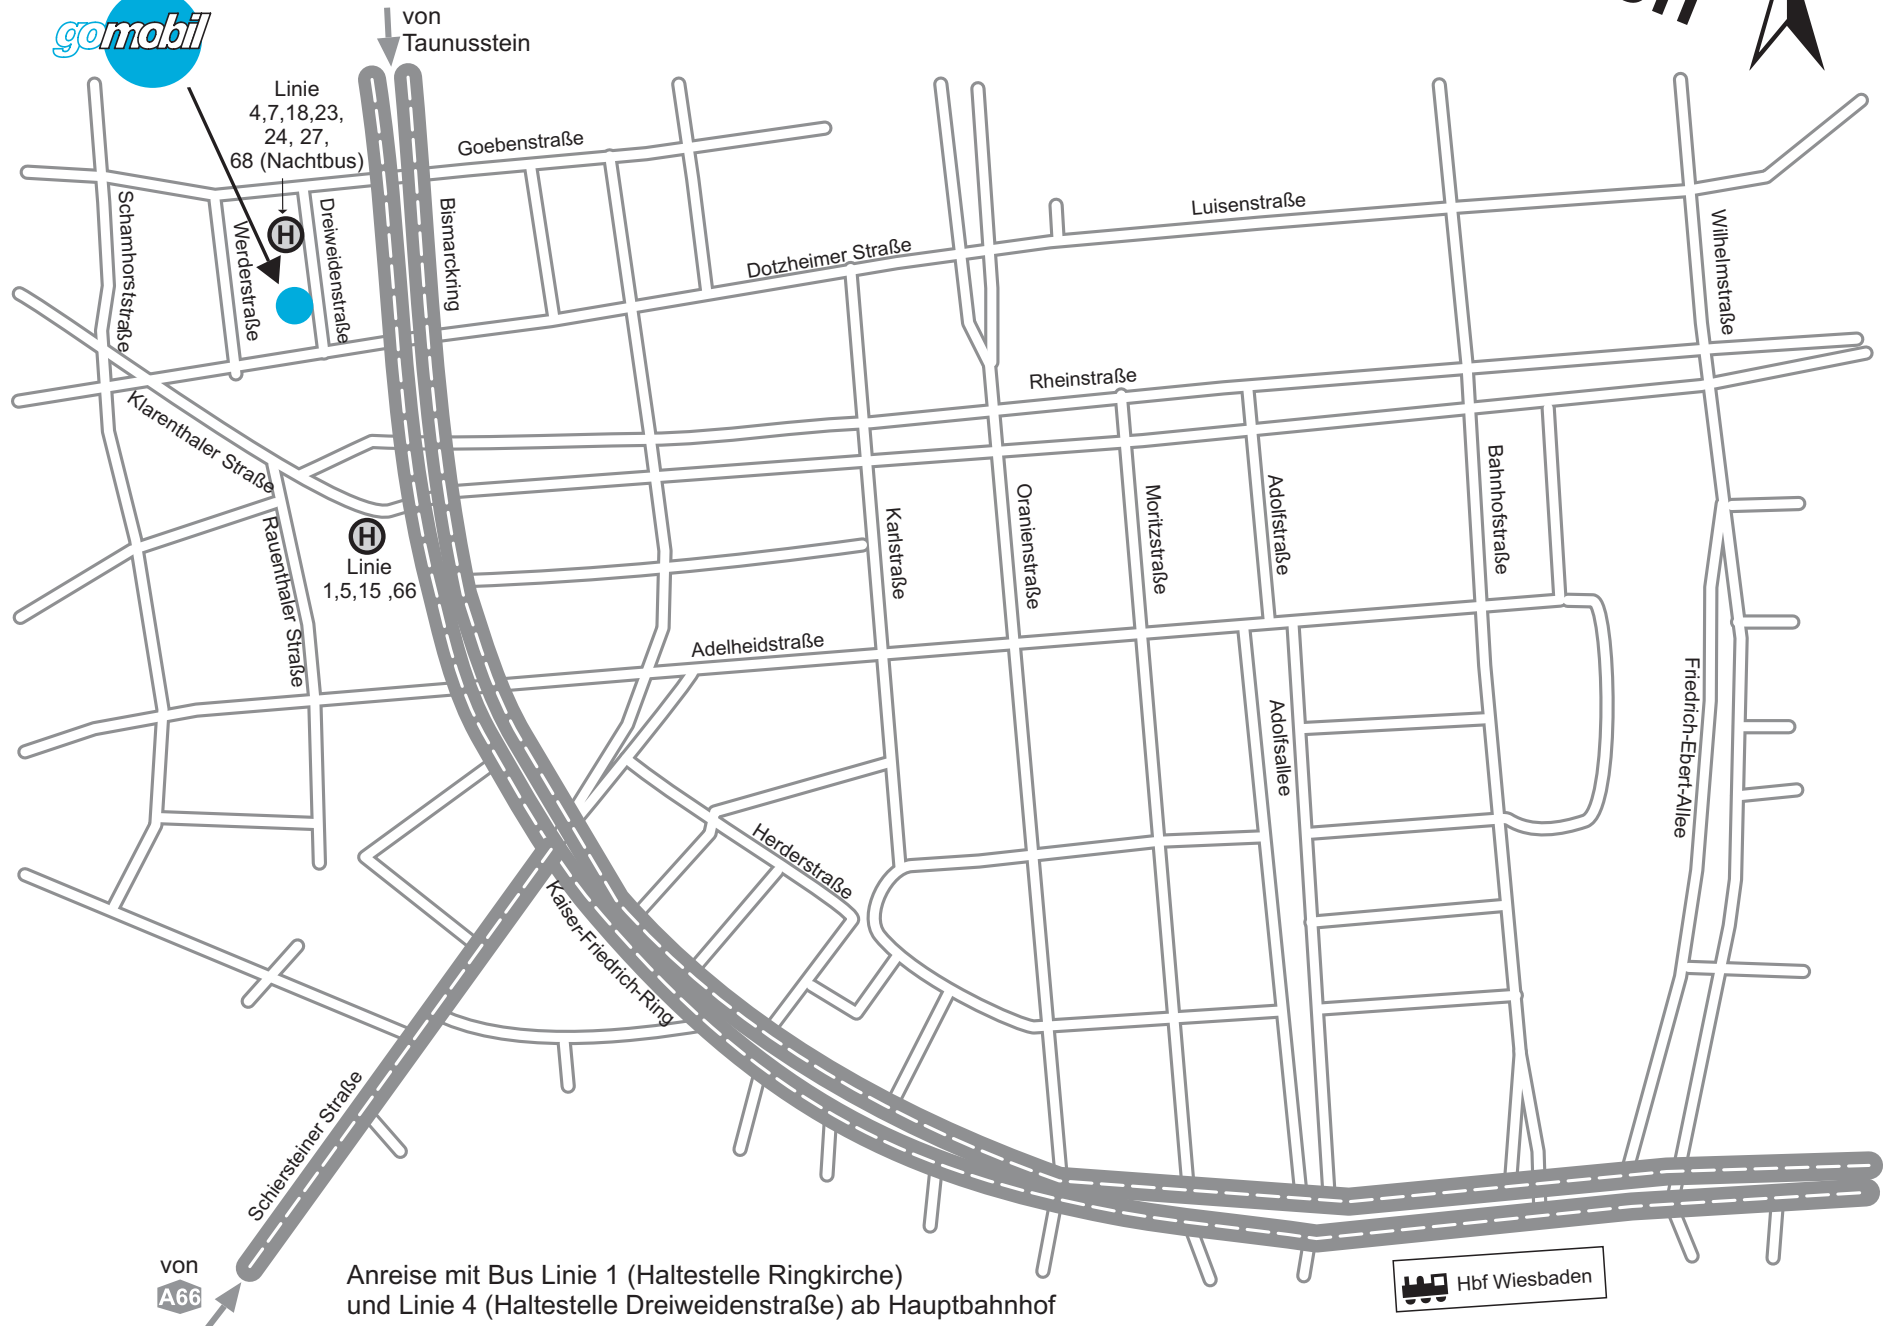 gomobil
von
Taunusstein
Linie
4,7,18,23,
24, 27,
68 (Nachtbus)
H
Goebenstraße
Scharnhorststraße
Werderstraße
Dreiweidenstraße
Bismarckring
Dotzheimer Straße
Luisenstraße
Wilhelmstraße
Klarenthaler Straße
Rheinstraße
H
Linie
1,5,15 ,66
Rauenthaler Straße
Karlstraße
Oranienstraße
Moritzstraße
Adolfstraße
Bahnhofstraße
Adelheidstraße
Adolfsallee
Friedrich-Ebert-Allee
Herderstraße
Kaiser-Friedrich-Ring
Schiersteiner Straße
von
A66
Anreise mit Bus Linie 1 (Haltestelle Ringkirche)
und Linie 4 (Haltestelle Dreiweidenstraße) ab Hauptbahnhof
Hbf Wiesbaden